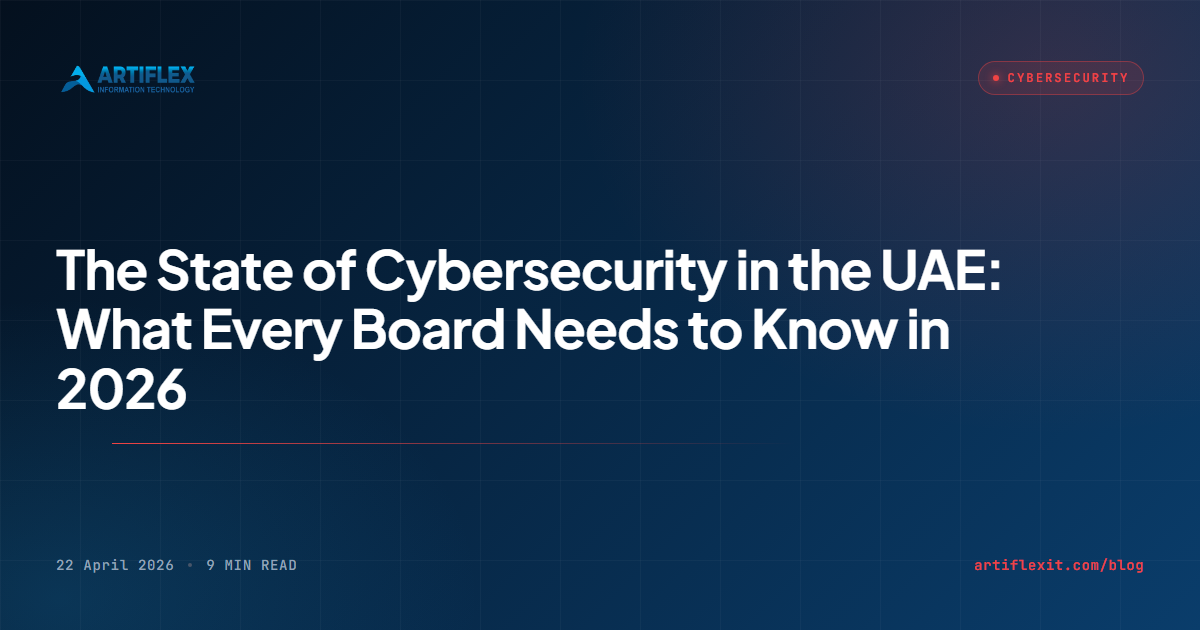 ARTIFLEX
INFORMATION TECHNOLOGY
CYBERSECURITY
The State of Cybersecurity in the UAE:
What Every Board Needs to Know in
2026
22 April 2026 • 9 MIN READ
artiflexit.com/blog